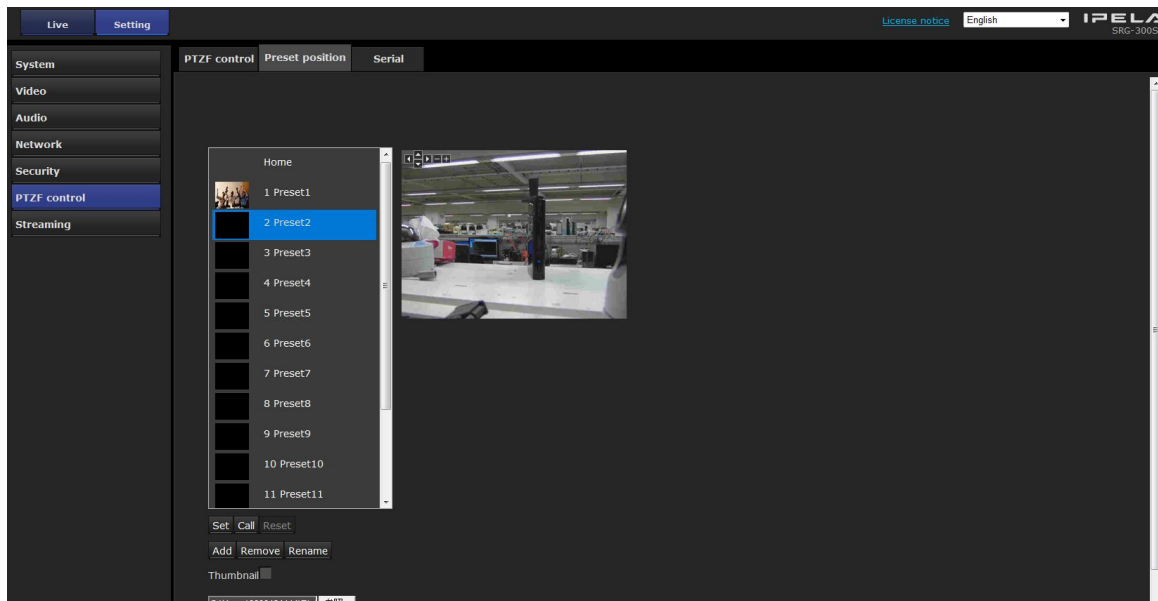 Live Setting License notice English IPELA
SRG-300S
System
Video
Audio
Network
Security
PTZF control
Streaming
PTZF control Preset position Serial
Home
1 Preset1
2 Preset2
3 Preset3
4 Preset4
5 Preset5
6 Preset6
7 Preset7
8 Preset8
9 Preset9
10 Preset10
11 Preset11
Set Call Reset
Add Remove Rename
Thumbnail